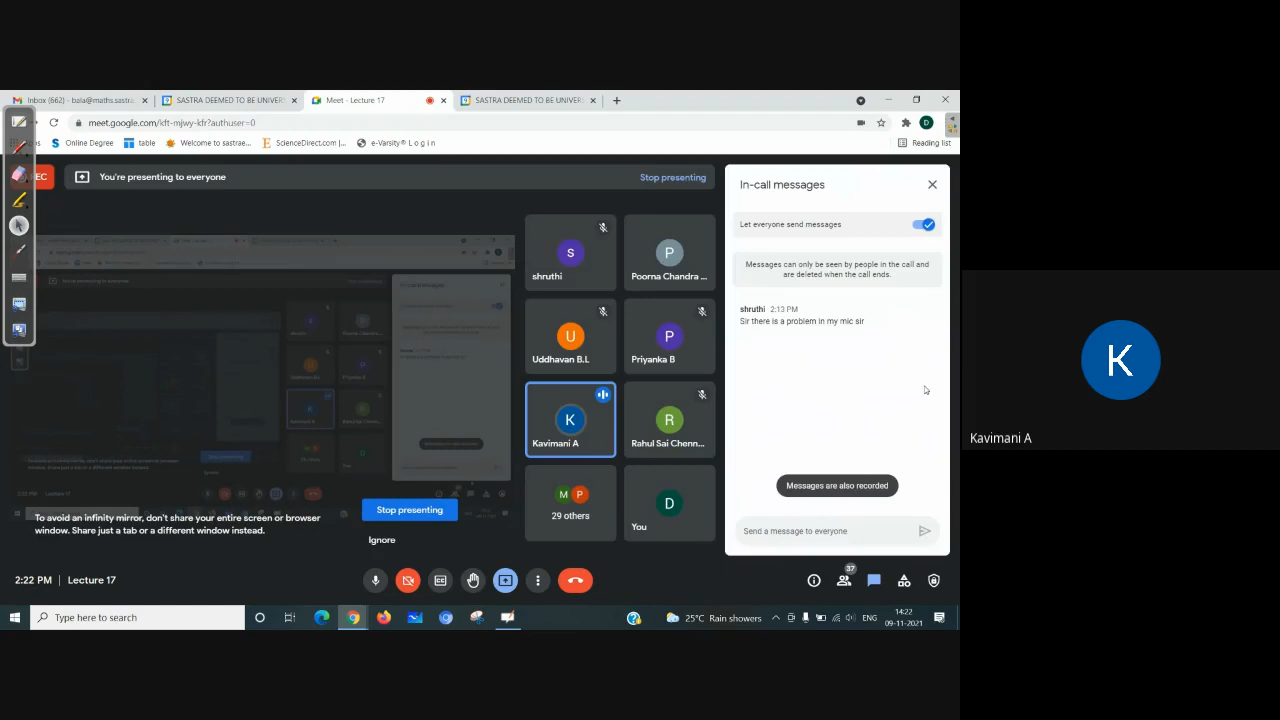 Inbox (662) - bala@maths.sastra.
SASTRA DEEMED TO BE UNIVERS
Meet - Lecture 17
SASTRA DEEMED TO BE UNIVER
meet.google.com/kft-mjwy-kfr?authuser=0
D
Online Degree
table
Welcome to sastrae...
ScienceDirect.com |...
e-Varsity® L o g i n
Reading list
EC
You're presenting to everyone
Stop presenting
In-call messages
Let everyone send messages
Messages can only be seen by people in the call and
are deleted when the call ends.
shruthi 2:13 PM
Sir there is a problem in my mic sir
Messages are also recorded
Send a message to everyone
s
shruthi
P
Poorna Chandra ...
U
Uddhavan B.L
P
Priyanka B
K
Kavimani A
R
Rahul Sai Chenn...
M P
29 others
D
You
To avoid an infinity mirror, don't share your entire screen or browser
window. Share just a tab or a different window instead.
Stop presenting
Ignore
2:22 PM | Lecture 17
37
Type here to search
25°C Rain showers
ENG
14:22
09-11-2021
K
Kavimani A